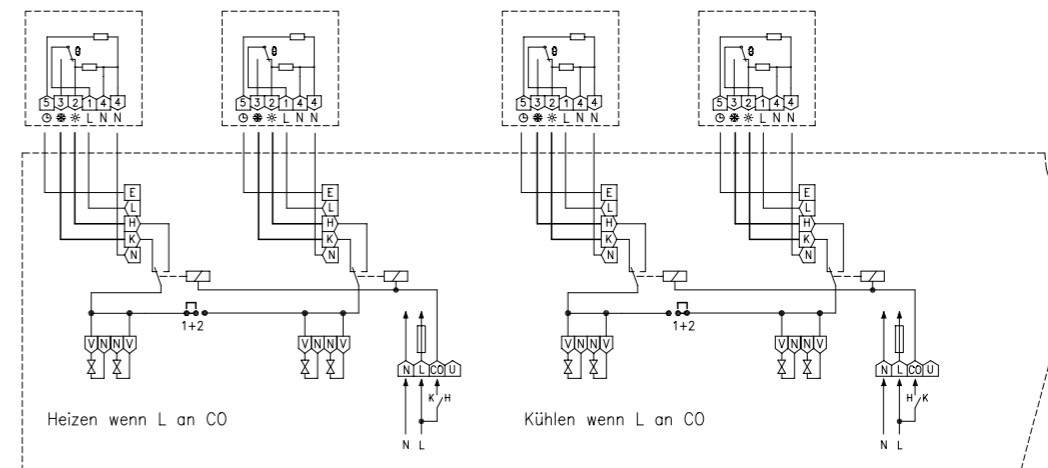 5 3 2 1 4 4 5 3 2 1 4 4 5 3 2 1 4 4 5 3 2 1 4 4
L N N L N N L N N L N N
E E E E
L L L L
H H H H
K K K K
N N N N
1+2 1+2
V N N V V N N V V N N V V N N V
N L CO Ü N L CO Ü
K H H K
Heizen wenn L an CO Kühlen wenn L an CO
N L N L